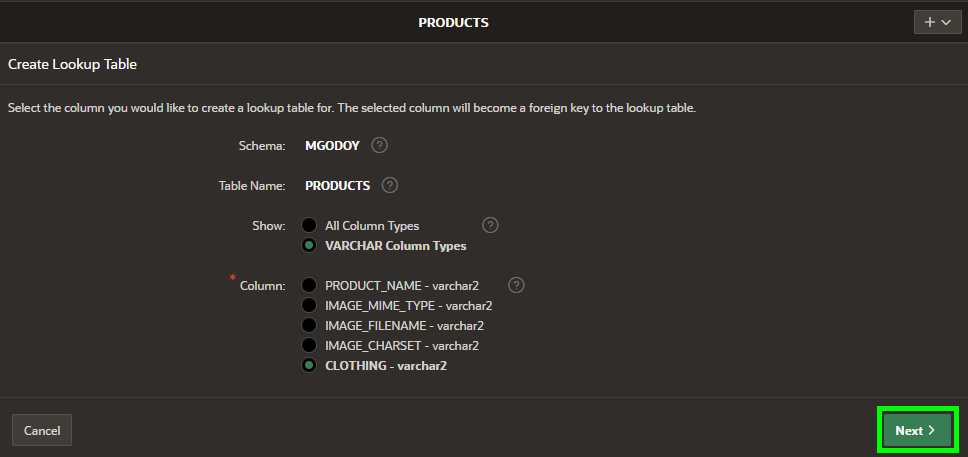 PRODUCTS
Create Lookup Table
Select the column you would like to create a lookup table for. The selected column will become a foreign key to the lookup table.
Schema: MGODOY ?
Table Name: PRODUCTS ?
Show: All Column Types ?
VARCHAR Column Types
* Column: PRODUCT_NAME - varchar2 ?
IMAGE_MIME_TYPE - varchar2
IMAGE_FILENAME - varchar2
IMAGE_CHARSET - varchar2
CLOTHING - varchar2
Cancel Next